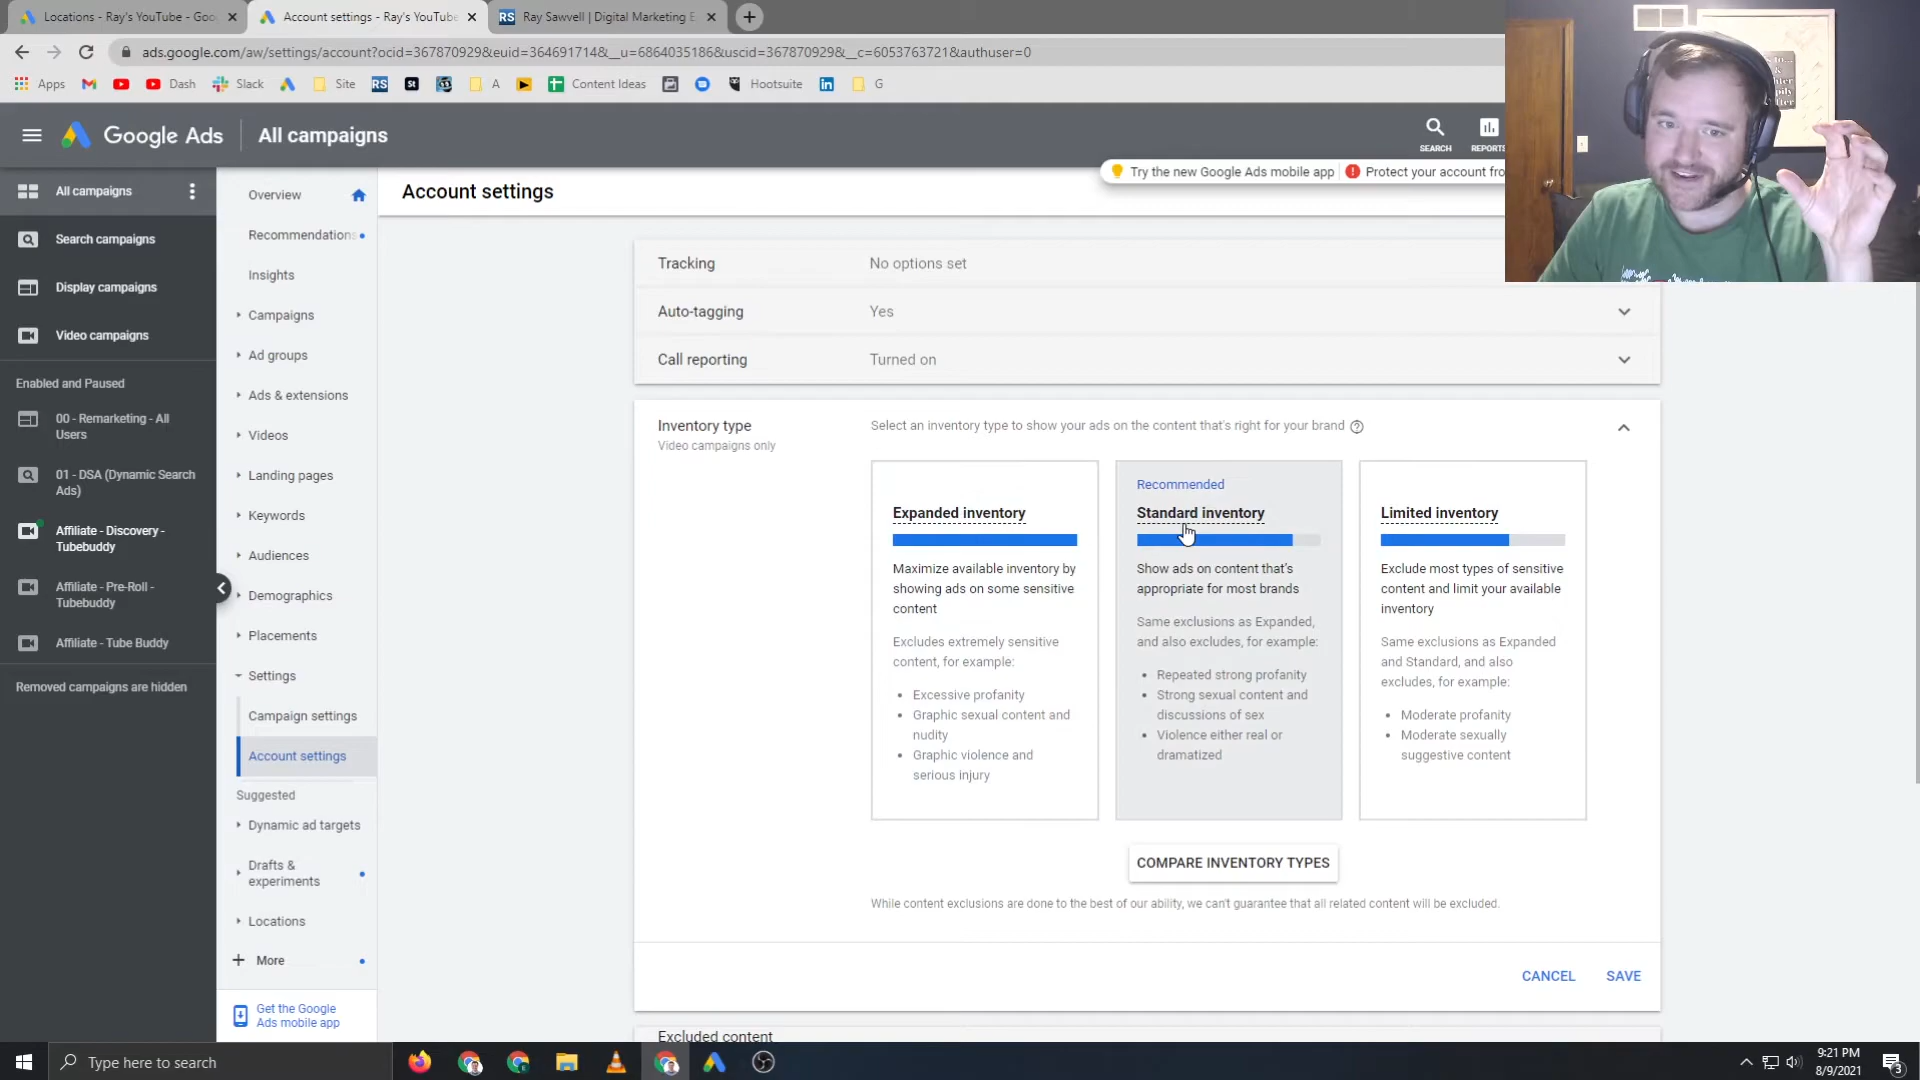 Locations - Ray's YouTube - Goo
Account settings - Ray's YouTube
RS
Ray Sawvell | Digital Marketing E
ads.google.com/aw/settings/account?ocid=367870929&euid=364691714&__u=6864035186&uscid=367870929&__c=6053763721&authuser=0
Apps
Dash
Slack
Site
RS
St
A
Content Ideas
Hootsuite
G
Google Ads
All campaigns
SEARCH
REPORTS
Try the new Google Ads mobile app
Protect your account fro
All campaigns
Search campaigns
Display campaigns
Video campaigns
Enabled and Paused
00 - Remarketing - All
Users
01 - DSA (Dynamic Search
Ads)
Affiliate - Discovery -
Tubebuddy
Affiliate - Pre-Roll -
Tubebuddy
Affiliate - Tube Buddy
Removed campaigns are hidden
Overview
Recommendations
Insights
Campaigns
Ad groups
Ads & extensions
Videos
Landing pages
Keywords
Audiences
Demographics
Placements
Settings
Campaign settings
Account settings
Suggested
Dynamic ad targets
Drafts &
experiments
Locations
More
Get the Google
Ads mobile app
Account settings
Tracking
No options set
Auto-tagging
Yes
Call reporting
Turned on
Inventory type
Video campaigns only
Select an inventory type to show your ads on the content that's right for your brand
Expanded inventory
Maximize available inventory by
showing ads on some sensitive
content
Excludes extremely sensitive
content, for example:
Excessive profanity
Graphic sexual content and
nudity
Graphic violence and
serious injury
Recommended
Standard inventory
Show ads on content that's
appropriate for most brands
Same exclusions as Expanded,
and also excludes, for example:
Repeated strong profanity
Strong sexual content and
discussions of sex
Violence either real or
dramatized
Limited inventory
Exclude most types of sensitive
content and limit your available
inventory
Same exclusions as Expanded
and Standard, and also
excludes, for example:
Moderate profanity
Moderate sexually
suggestive content
COMPARE INVENTORY TYPES
While content exclusions are done to the best of our ability, we can't guarantee that all related content will be excluded.
CANCEL
SAVE
Excluded content
Type here to search
9:21 PM
8/9/2021
3